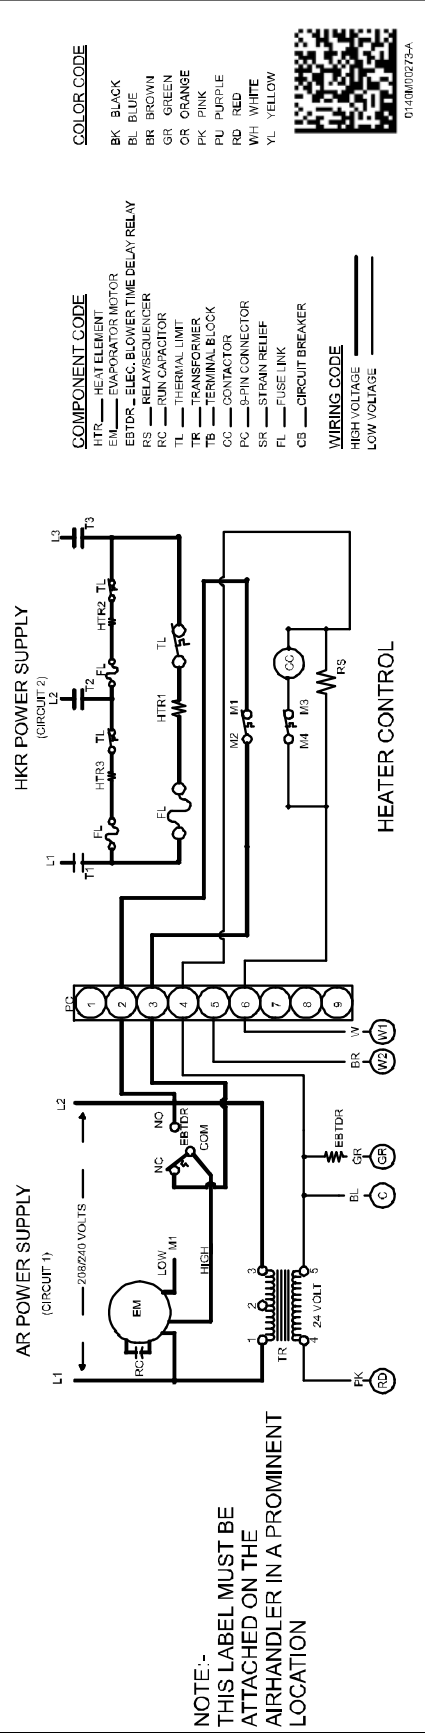 NOTE:-
THIS LABEL MUST BE
ATTACHED ON THE
AIRHANDLER IN A PROMINENT
LOCATION
AR POWER SUPPLY
(CIRCUIT 1)
L1
L2
208/240 VOLTS
RC
EM
LOW
M1
HIGH
NC
NO
EBTDR
COM
1
2
3
TR
4
5
24 VOLT
PK
RD
BL
C
GR
GR
EBTDR
BR
W2
W
W1
PC
1
2
3
4
5
6
7
8
9
HKR POWER SUPPLY
(CIRCUIT 2)
L1
L2
L3
T1
T2
T3
FL
HTR3
TL
FL
HTR2
TL
FL
HTR1
TL
M2
M1
M4
M3
CC
RS
HEATER CONTROL
COMPONENT CODE
HTR HEAT ELEMENT
EM EVAPORATOR MOTOR
EBTDR ELEC. BLOWER TIME DELAY RELAY
RS RELAY/SEQUENCER
RC RUN CAPACITOR
TL THERMAL LIMIT
TR TRANSFORMER
TB TERMINAL BLOCK
CC CONTACTOR
PC 9-PIN CONNECTOR
SR STRAIN RELIEF
FL FUSE LINK
CB CIRCUIT BREAKER
WIRING CODE
HIGH VOLTAGE
LOW VOLTAGE
COLOR CODE
BK BLACK
BL BLUE
BR BROWN
GR GREEN
OR ORANGE
PK PINK
PU PURPLE
RD RED
WH WHITE
YL YELLOW
0140M00273-A